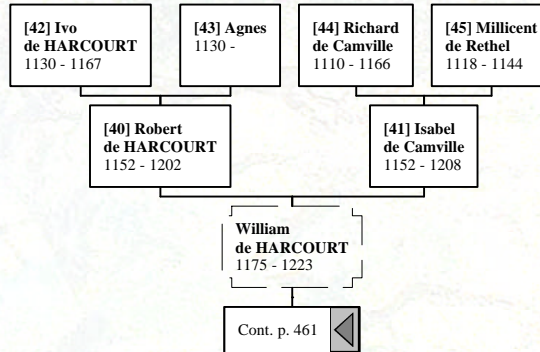 [42] Ivo
de HARCOURT
1130 - 1167
[43] Agnes
1130 -
[44] Richard
de Camville
1110 - 1166
[45] Millicent
de Rethel
1118 - 1144
[40] Robert
de HARCOURT
1152 - 1202
[41] Isabel
de Camville
1152 - 1208
William
de HARCOURT
1175 - 1223
Cont. p. 461